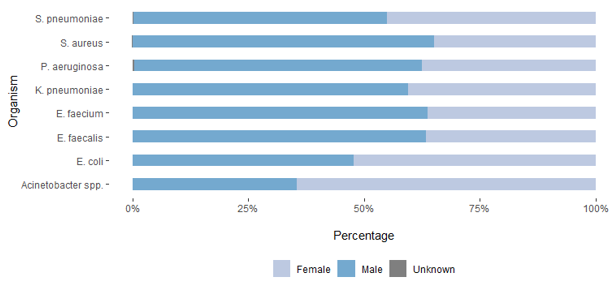 Organism
S. pneumoniae
S. aureus
P. aeruginosa
K. pneumoniae
E. faecium
E. faecalis
E. coli
Acinetobacter spp.
0% 25% 50% 75% 100%
Percentage
Female Male Unknown